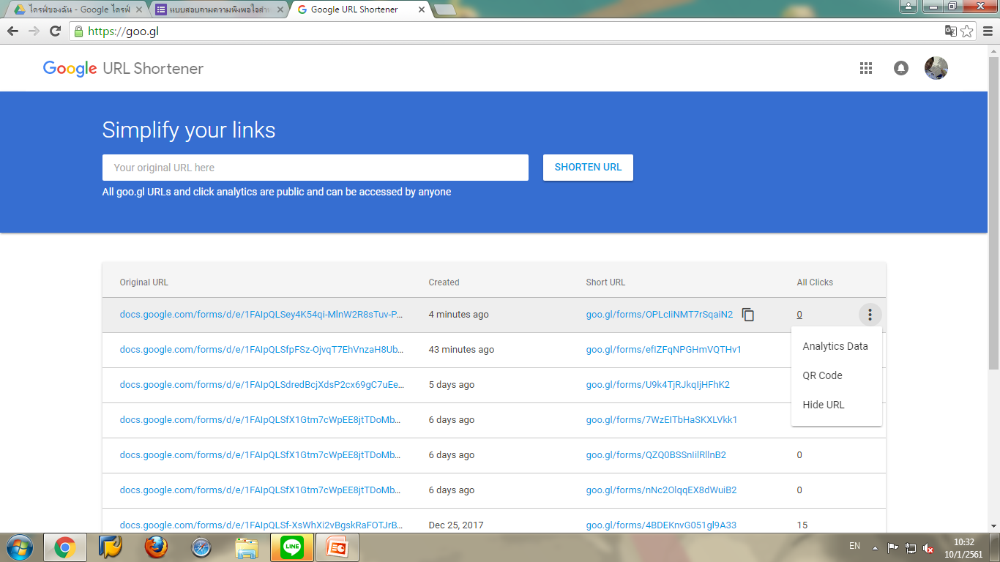 ไดรฟ์ของฉัน - Google ไดรฟ์
แบบสอบถามความพึงพอใจสำห
Google URL Shortener
https://goo.gl
Google URL Shortener
Simplify your links
Your original URL here
SHORTEN URL
All goo.gl URLs and click analytics are public and can be accessed by anyone
Original URL Created Short URL All Clicks
docs.google.com/forms/d/e/1FAIpQLSey4K54qi-MlnW2R8sTuv-P... 4 minutes ago goo.gl/forms/OPLcIiNMT7rSqaiN2 0
Analytics Data
docs.google.com/forms/d/e/1FAIpQLSfpFSz-OjvqT7EhVnzaH8Ub... 43 minutes ago goo.gl/forms/efIZFqNPGHmVQTHv1
QR Code
docs.google.com/forms/d/e/1FAIpQLSdredBcjXdsP2cx69gC7uEe... 5 days ago goo.gl/forms/U9k4TjRJkqIjHFhK2
Hide URL
docs.google.com/forms/d/e/1FAIpQLSfX1Gtm7cWpEE8jtTDoMb... 6 days ago goo.gl/forms/7WzEITbHaSKXLVkk1
docs.google.com/forms/d/e/1FAIpQLSfX1Gtm7cWpEE8jtTDoMb... 6 days ago goo.gl/forms/QZQ0BSSnIilRllnB2 0
docs.google.com/forms/d/e/1FAIpQLSfX1Gtm7cWpEE8jtTDoMb... 6 days ago goo.gl/forms/nNc2OlqqEX8dWuiB2 0
docs.google.com/forms/d/e/1FAIpQLSf-XsWhXi2vBgskRaFOTJrB... Dec 25, 2017 goo.gl/forms/4BDEKnvG051gl9A33 15
LINE
EN
10:32
10/1/2561